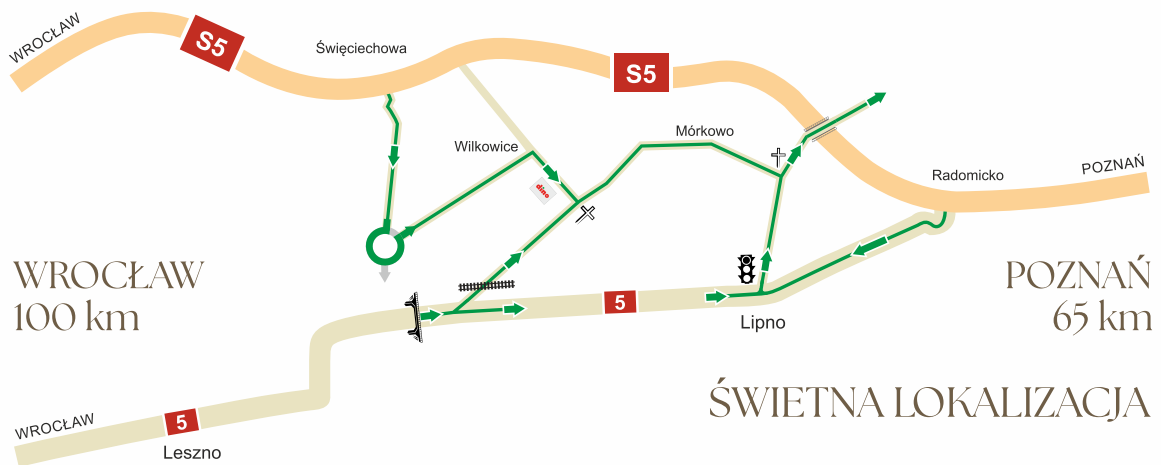 WROCŁAW
S5
Święciechowa
S5
Mórkowo
Wilkowice
POZNAŃ
Radomicko
dino
WROCŁAW
100 km
POZNAŃ
65 km
5
Lipno
ŚWIETNA LOKALIZACJA
WROCŁAW
5
Leszno